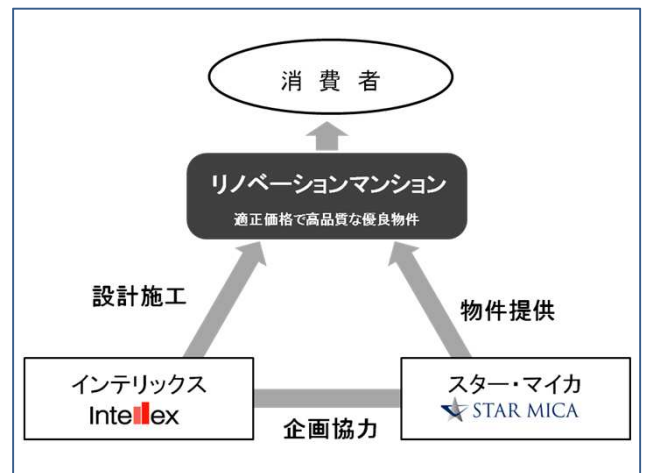 消費者
リノベーションマンション
適正価格で高品質な優良物件
設計施工
物件提供
インテリックス
Intellex
スター・マイカ
STAR MICA
企画協力